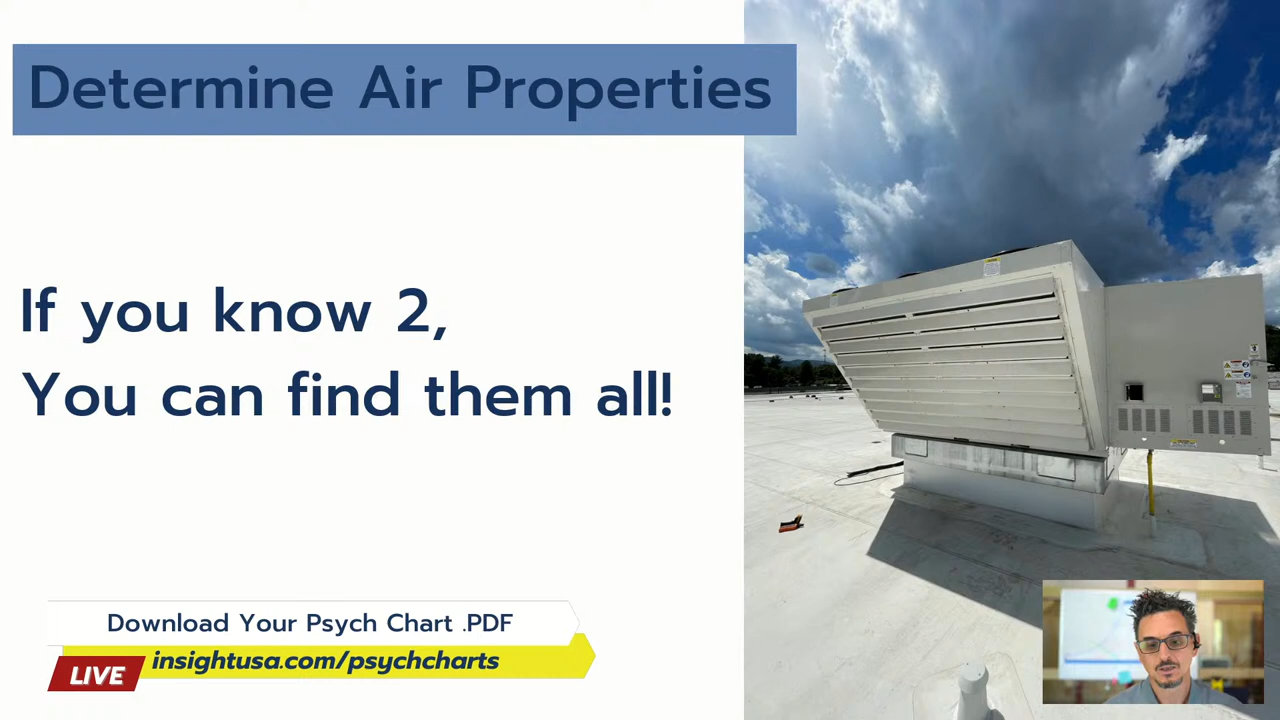 Determine Air Properties
If you know 2,
You can find them all!
Download Your Psych Chart .PDF
insightusa.com/psychcharts
LIVE